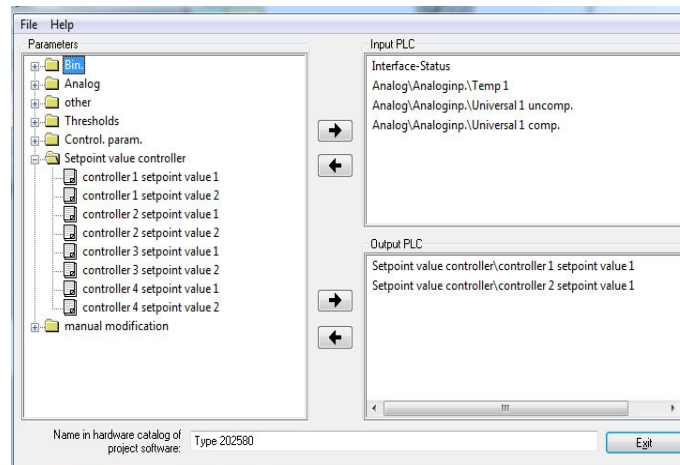 File Help
Parameters
Bin.
Analog
other
Thresholds
Control. param.
Setpoint value controller
controller 1 setpoint value 1
controller 1 setpoint value 2
controller 2 setpoint value 1
controller 2 setpoint value 2
controller 3 setpoint value 1
controller 3 setpoint value 2
controller 4 setpoint value 1
controller 4 setpoint value 2
manual modification
Input PLC
Interface-Status
Analog\Analoginp.\Temp 1
Analog\Analoginp.\Universal 1 uncomp.
Analog\Analoginp.\Universal 1 comp.
Output PLC
Setpoint value controller\controller 1 setpoint value 1
Setpoint value controller\controller 2 setpoint value 1
Name in hardware catalog of
project software:
Type 202580
Exit